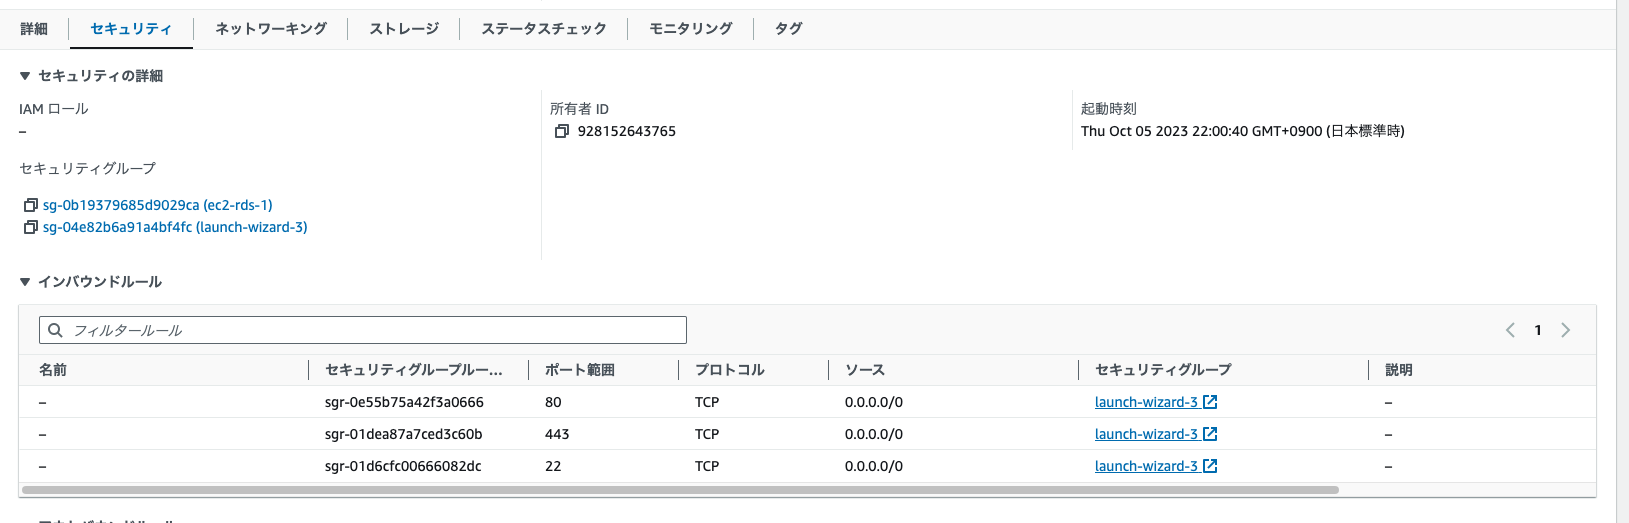 詳細 セキュリティ ネットワーキング ストレージ ステータスチェック モニタリング タグ
▼ セキュリティの詳細
IAM ロール
–
所有者 ID
928152643765
起動時刻
Thu Oct 05 2023 22:00:40 GMT+0900 (日本標準時)
セキュリティグループ
sg-0b19379685d9029ca (ec2-rds-1)
sg-04e82b6a91a4bf4fc (launch-wizard-3)
▼ インバウンドルール
フィルタールール
1
名前 セキュリティグループルー... ポート範囲 プロトコル ソース セキュリティグループ 説明
– sgr-0e55b75a42f3a0666 80 TCP 0.0.0.0/0 launch-wizard-3 –
– sgr-01dea87a7ced3c60b 443 TCP 0.0.0.0/0 launch-wizard-3 –
– sgr-01d6cfc00666082dc 22 TCP 0.0.0.0/0 launch-wizard-3 –